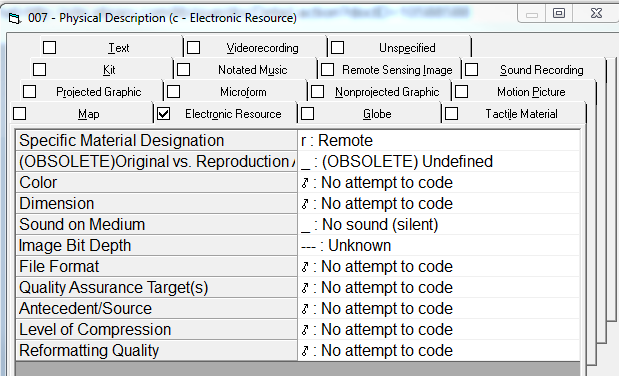 007 - Physical Description (c - Electronic Resource)
Text Videorecording Unspecified
Kit Notated Music Remote Sensing Image Sound Recording
Projected Graphic Microform Nonprojected Graphic Motion Picture
Map Electronic Resource Globe Tactile Material
Specific Material Designation r : Remote
(OBSOLETE)Original vs. Reproduction _ : (OBSOLETE) Undefined
Color : No attempt to code
Dimension : No attempt to code
Sound on Medium _ : No sound (silent)
Image Bit Depth --- : Unknown
File Format : No attempt to code
Quality Assurance Target(s) : No attempt to code
Antecedent/Source : No attempt to code
Level of Compression : No attempt to code
Reformatting Quality : No attempt to code